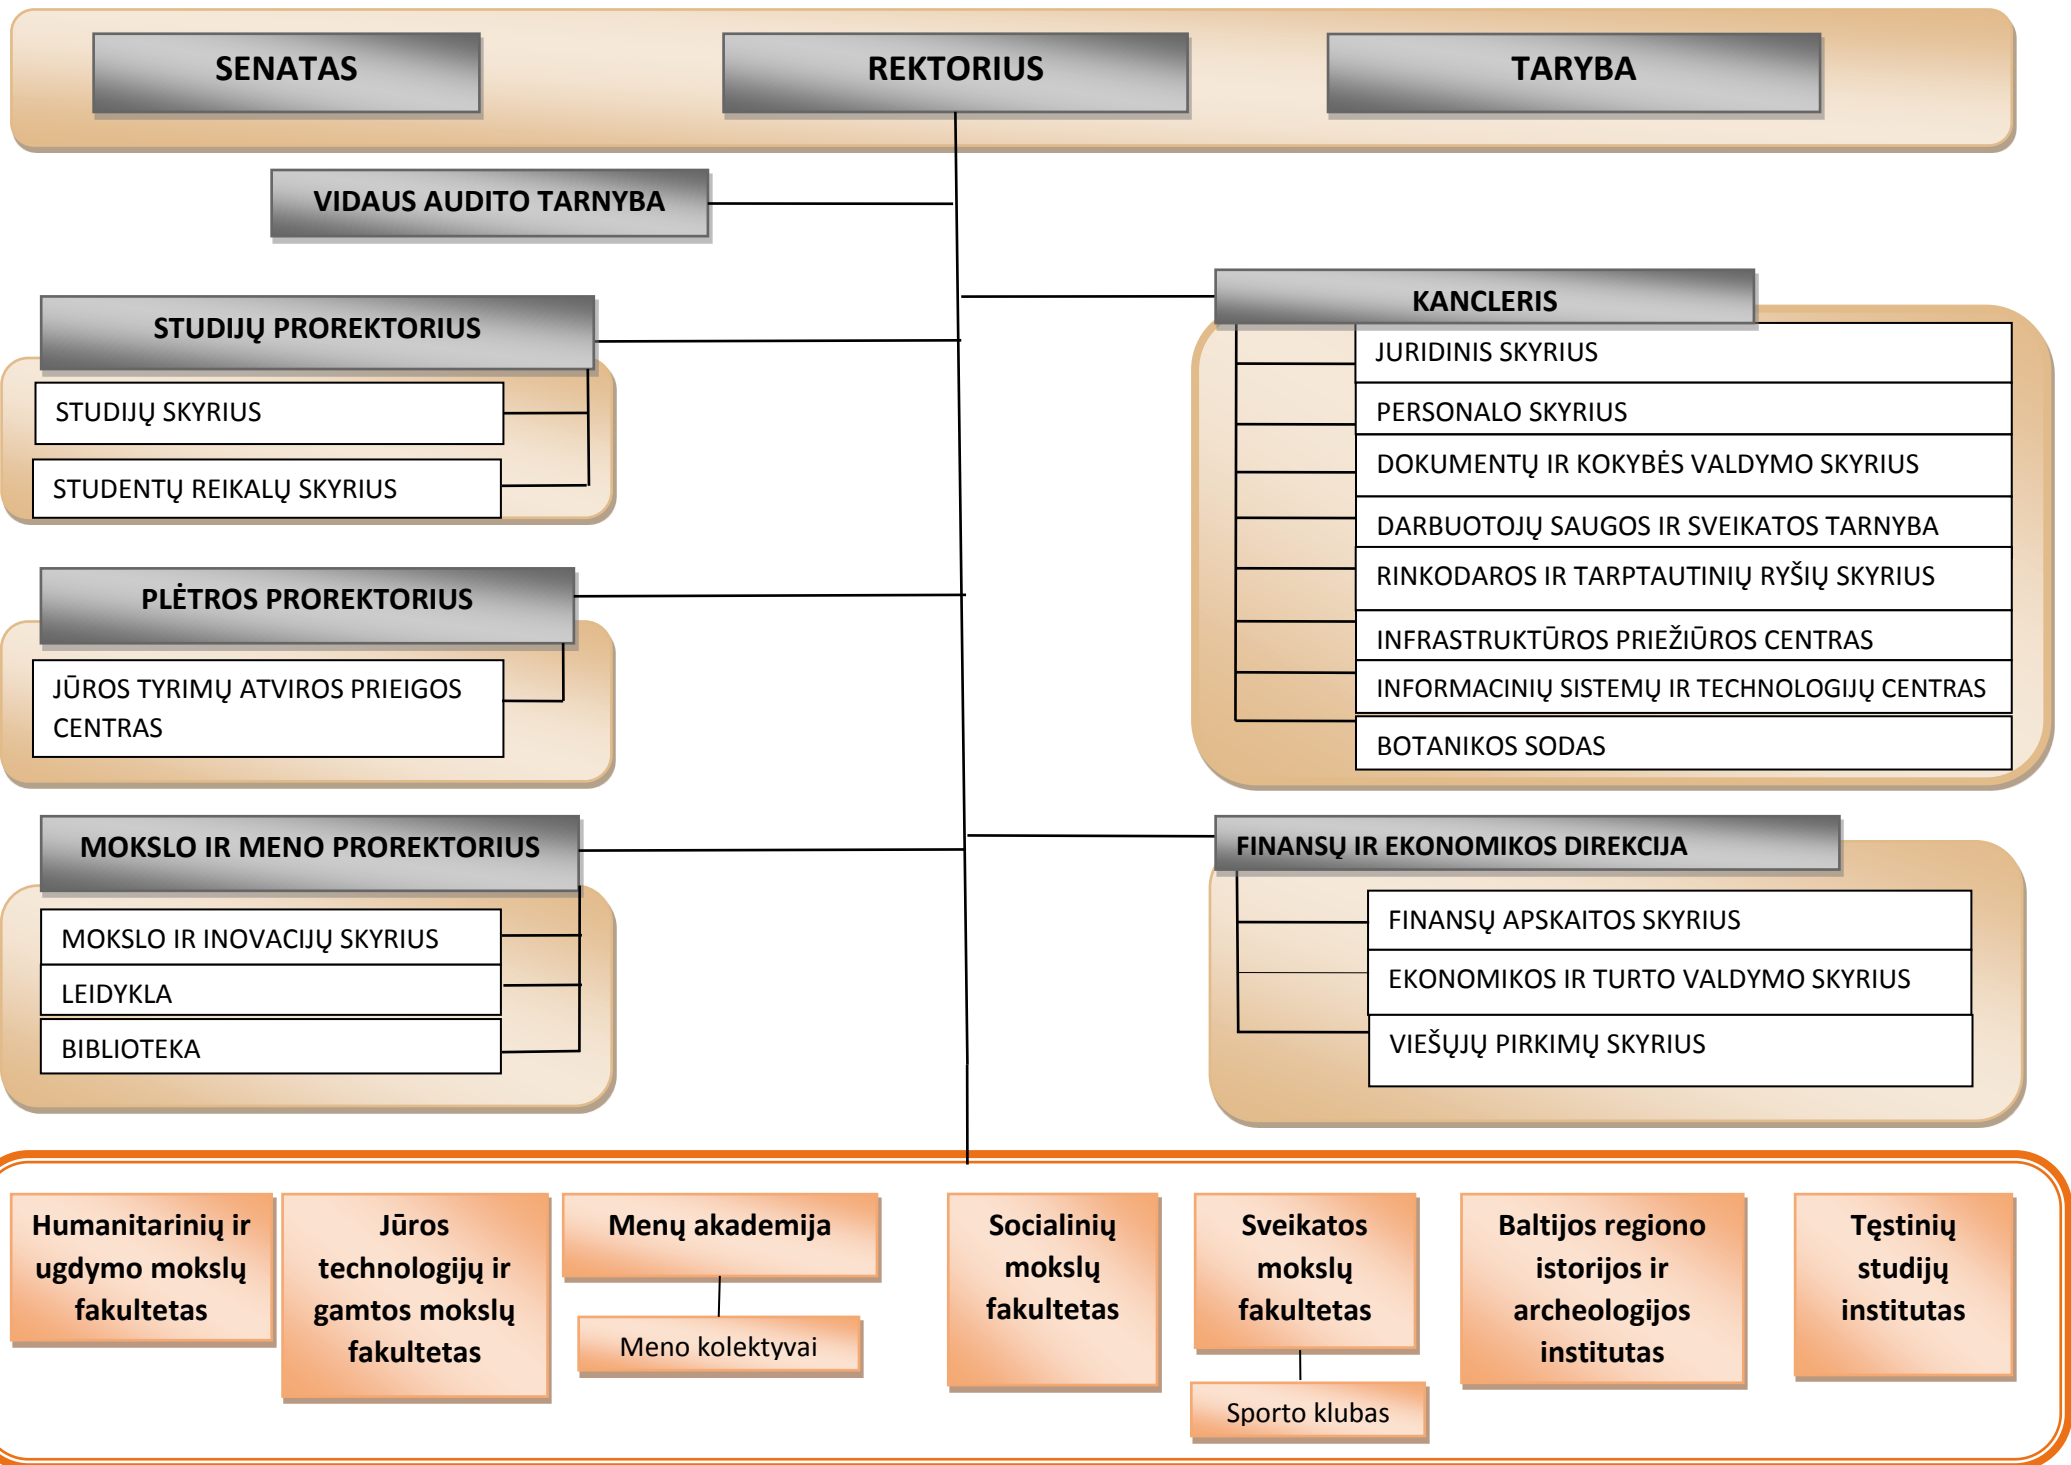 SENATAS
REKTORIUS
TARYBA
VIDAUS AUDITO TARNYBA
STUDIJŲ PROREKTORIUS
STUDIJŲ SKYRIUS
STUDENTŲ REIKALŲ SKYRIUS
PLĖTROS PROREKTORIUS
JŪROS TYRIMŲ ATVIROS PRIEIGOS
CENTRAS
MOKSLO IR MENO PROREKTORIUS
MOKSLO IR INOVACIJŲ SKYRIUS
LEIDYKLA
BIBLIOTEKA
KANCLERIS
JURIDINIS SKYRIUS
PERSONALO SKYRIUS
DOKUMENTŲ IR KOKYBĖS VALDYMO SKYRIUS
DARBUOTOJŲ SAUGOS IR SVEIKATOS TARNYBA
RINKODAROS IR TARPTAUTINIŲ RYŠIŲ SKYRIUS
INFRASTRUKTŪROS PRIEŽIŪROS CENTRAS
INFORMACINIŲ SISTEMŲ IR TECHNOLOGIJŲ CENTRAS
BOTANIKOS SODAS
FINANSŲ IR EKONOMIKOS DIREKCIJA
FINANSŲ APSKAITOS SKYRIUS
EKONOMIKOS IR TURTO VALDYMO SKYRIUS
VIEŠŲJŲ PIRKIMŲ SKYRIUS
Humanitarinių ir
ugdymo mokslų
fakultetas
Jūros
technologijų ir
gamtos mokslų
fakultetas
Menų akademija
Meno kolektyvai
Socialinių
mokslų
fakultetas
Sveikatos
mokslų
fakultetas
Sporto klubas
Baltijos regiono
istorijos ir
archeologijos
institutas
Tęstinių
studijų
institutas